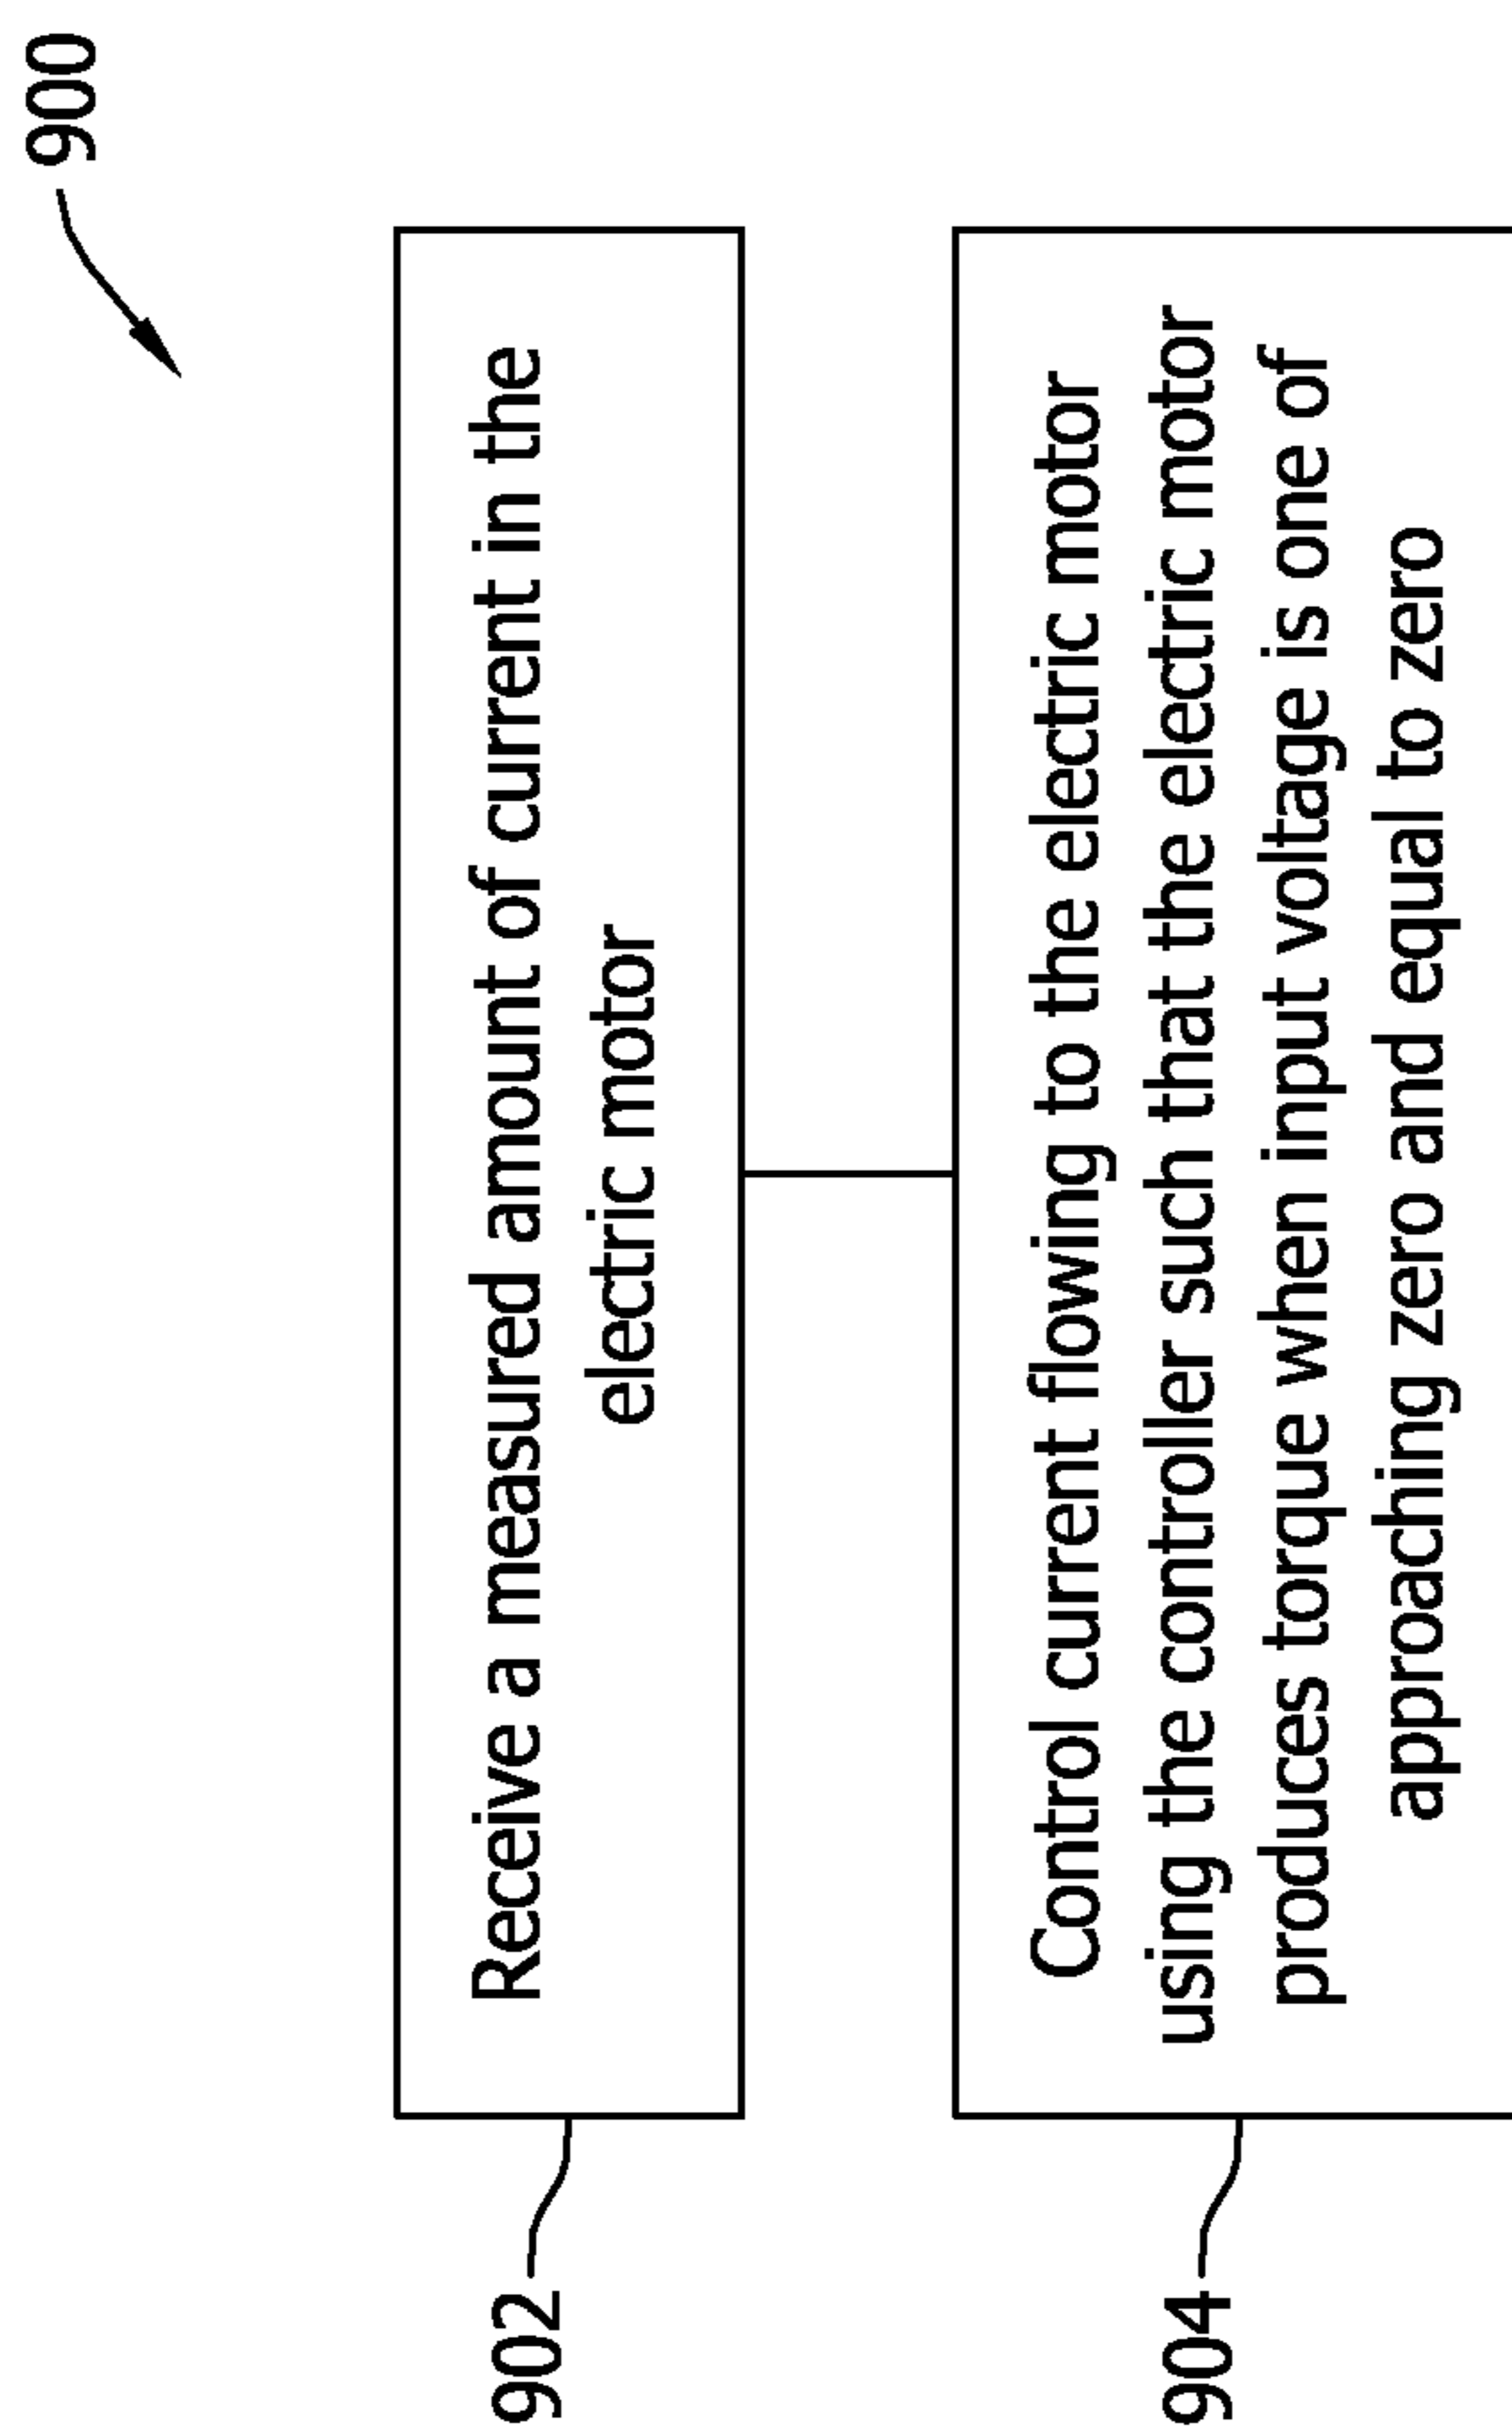 900
902
Receive a measured amount of current in the
electric motor
904
Control current flowing to the electric motor
using the controller such that the electric motor
produces torque when input voltage is one of
approaching zero and equal to zero